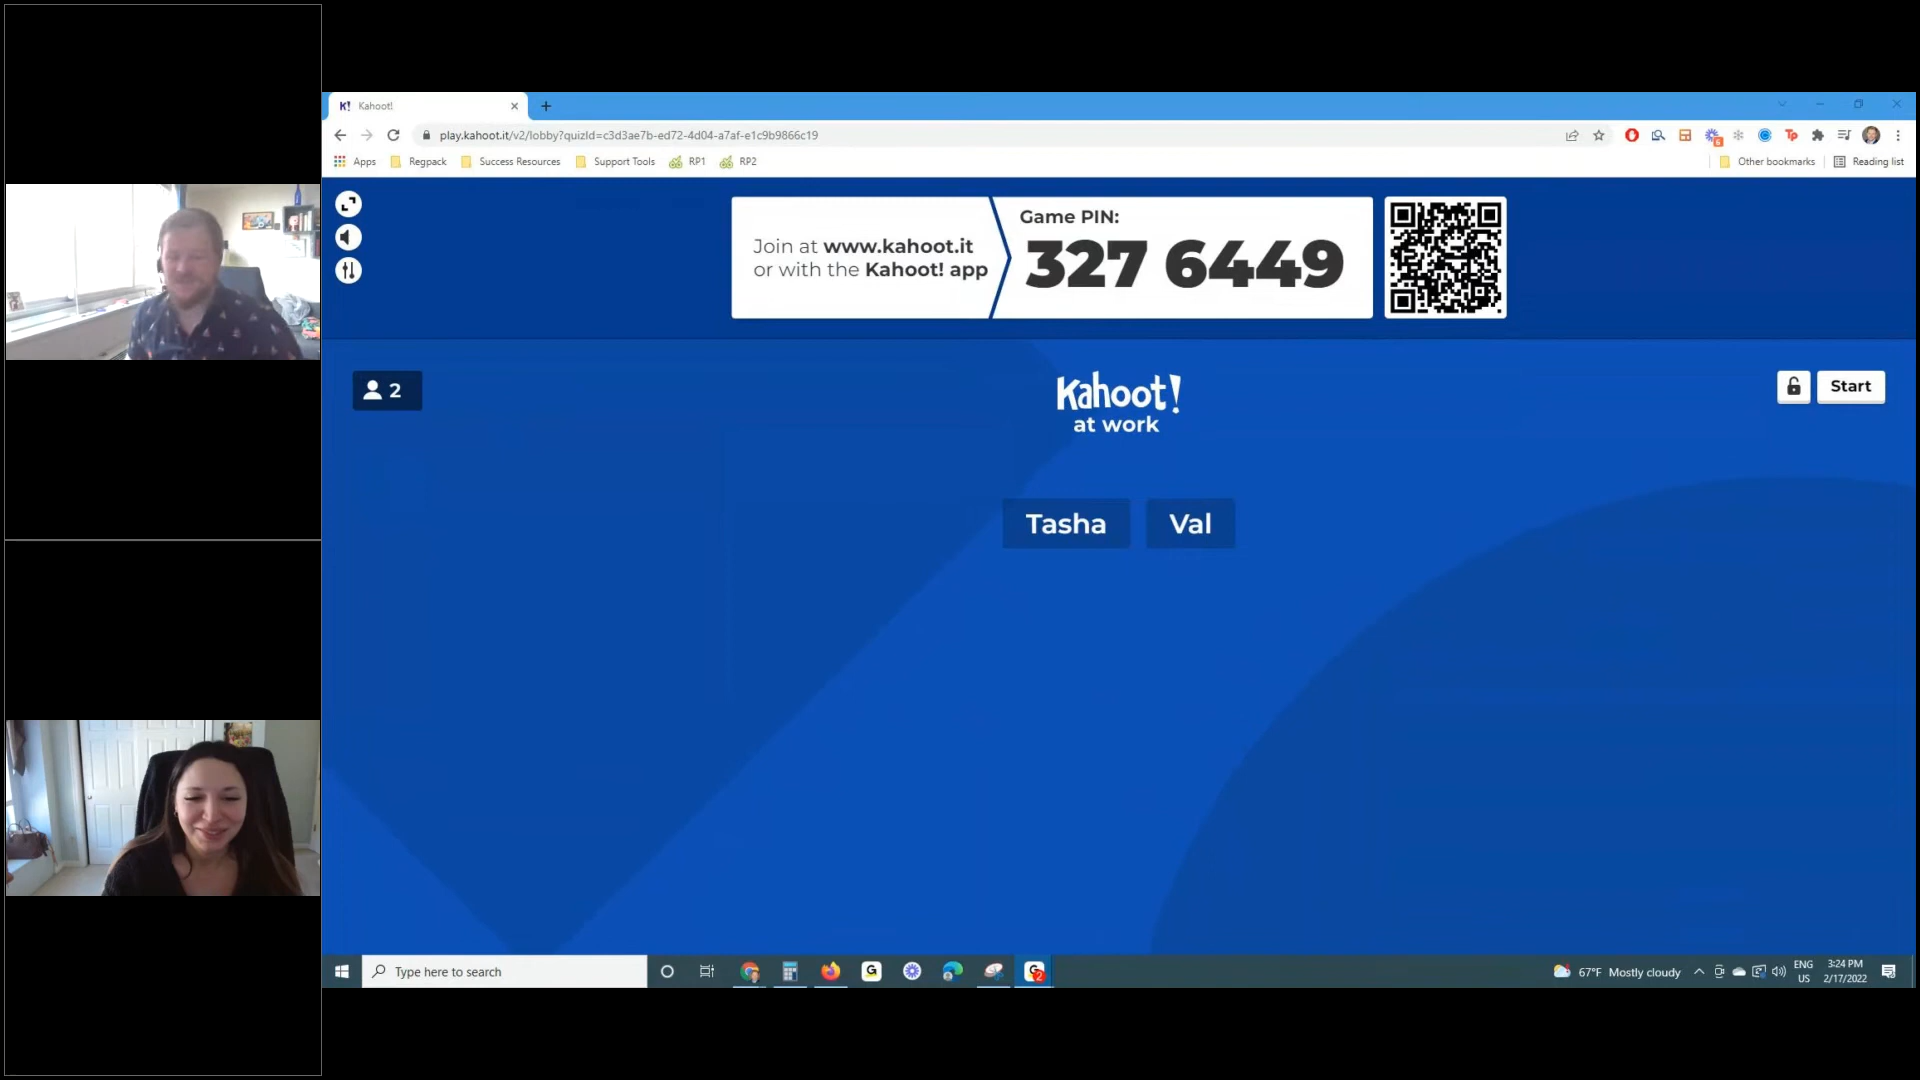 K! Kahoot!
play.kahoot.it/v2/lobby?quizId=c3d3ae7b-ed72-4d04-a7af-e1c9b9866c19
Apps Regpack Success Resources Support Tools RP1 RP2 Other bookmarks Reading list
Join at www.kahoot.it
or with the Kahoot! app
Game PIN:
327 6449
2
Kahoot!
at work
Start
Tasha Val
Type here to search
67°F Mostly cloudy
ENG
US
3:24 PM
2/17/2022